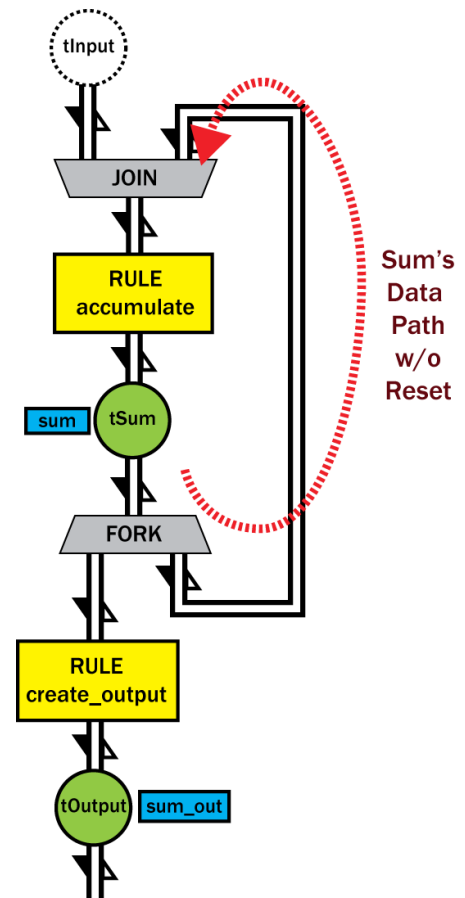 tInput
JOIN
RULE
accumulate
Sum's
Data
Path
w/o
Reset
sum
tSum
FORK
RULE
create_output
tOutput
sum_out